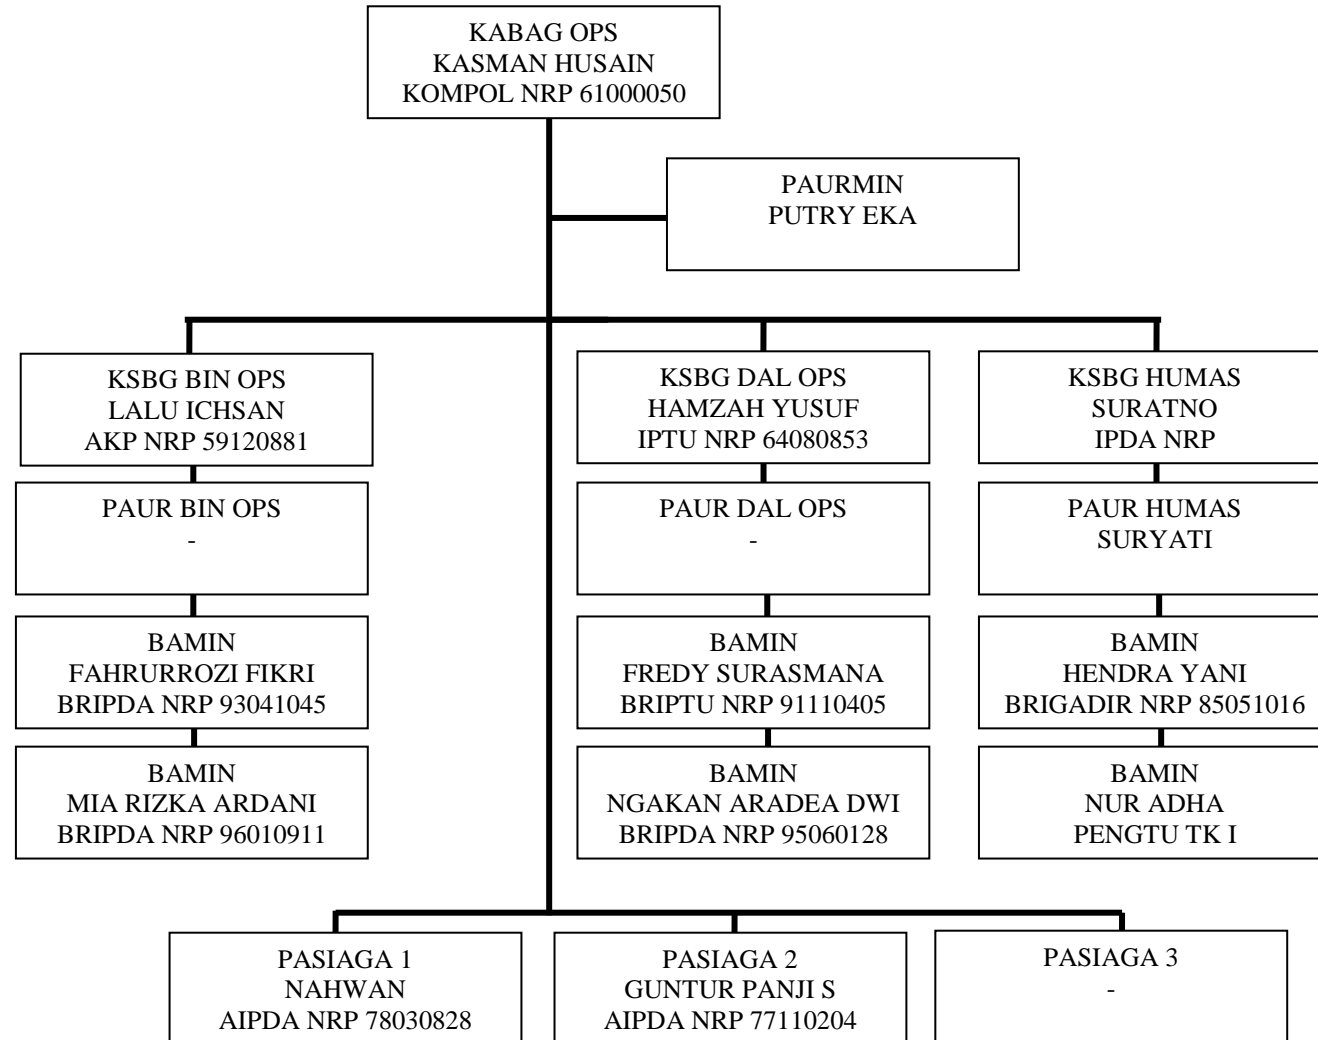 KABAG OPS
KASMAN HUSAIN
KOMPOL NRP 61000050
PAURMIN
PUTRY EKA
KSBG BIN OPS
LALU ICHSAN
AKP NRP 59120881
KSBG DAL OPS
HAMZAH YUSUF
IPTU NRP 64080853
KSBG HUMAS
SURATNO
IPDA NRP
PAUR BIN OPS
-
PAUR DAL OPS
-
PAUR HUMAS
SURYATI
BAMIN
FAHRURROZI FIKRI
BRIPDA NRP 93041045
BAMIN
FREDY SURASMANA
BRIPTU NRP 91110405
BAMIN
HENDRA YANI
BRIGADIR NRP 85051016
BAMIN
MIA RIZKA ARDANI
BRIPDA NRP 96010911
BAMIN
NGAKAN ARADEA DWI
BRIPDA NRP 95060128
BAMIN
NUR ADHA
PENGTU TK I
PASIAGA 1
NAHWAN
AIPDA NRP 78030828
PASIAGA 2
GUNTUR PANJI S
AIPDA NRP 77110204
PASIAGA 3
-